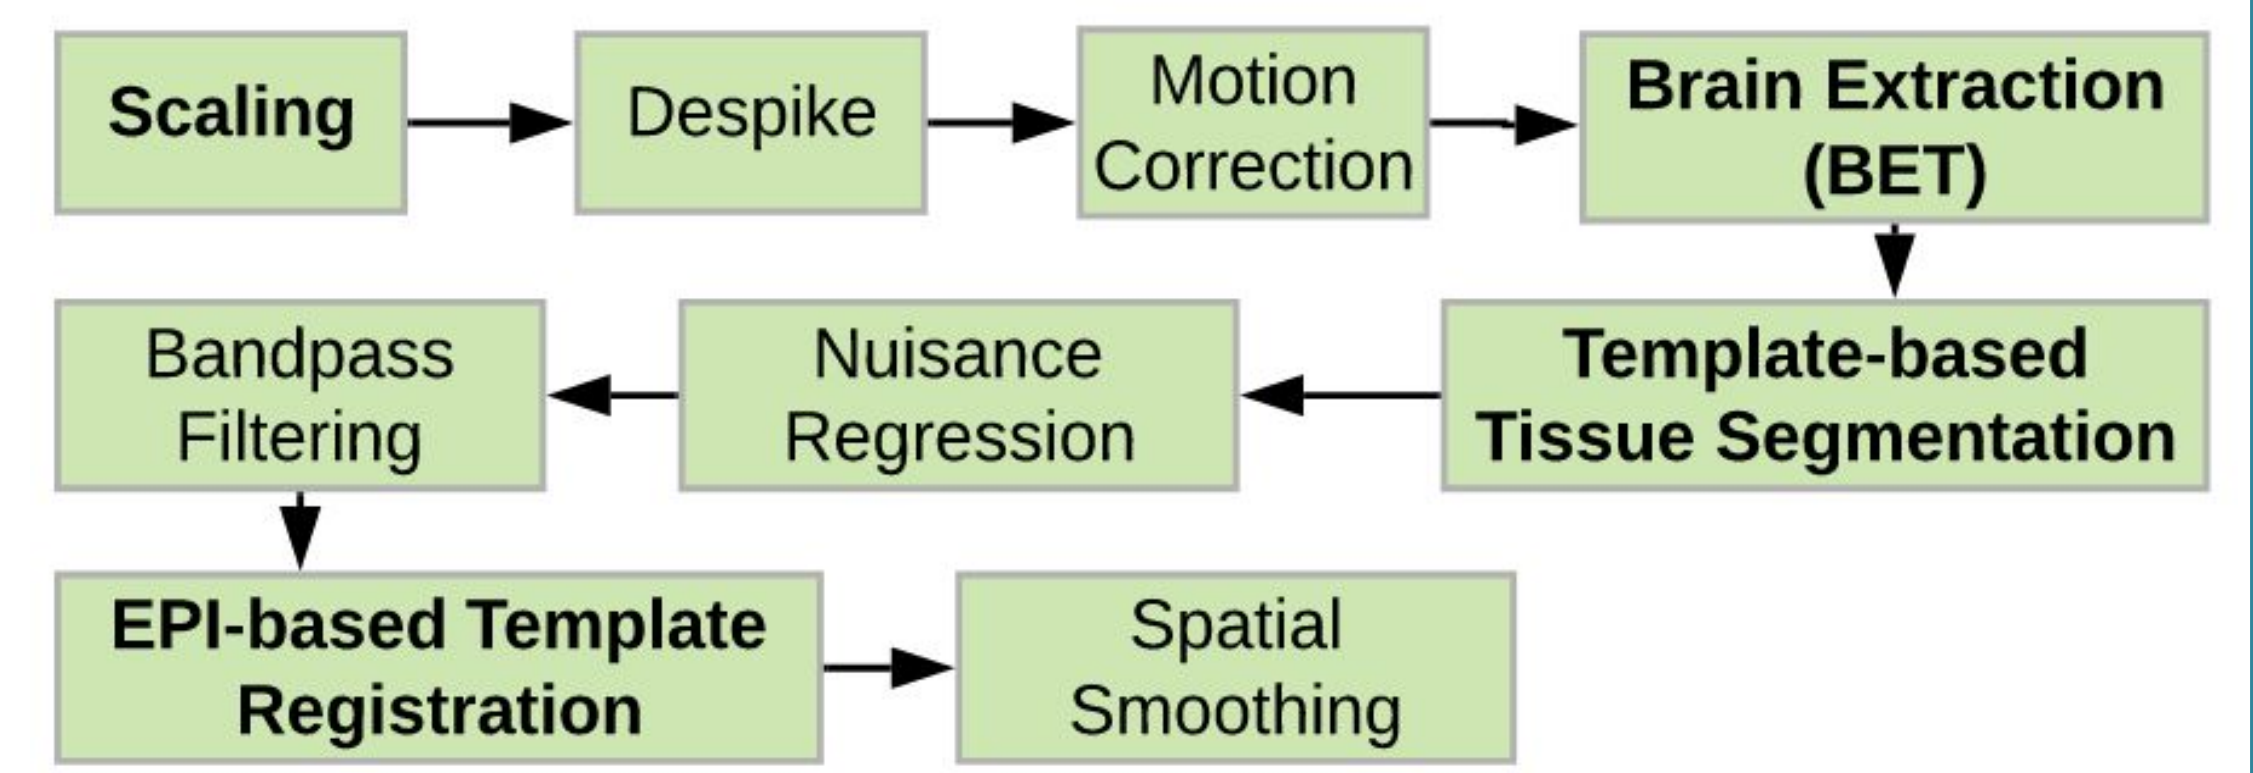 Scaling
Despike
Motion
Correction
Brain Extraction
(BET)
Template-based
Tissue Segmentation
Nuisance
Regression
Bandpass
Filtering
EPI-based Template
Registration
Spatial
Smoothing